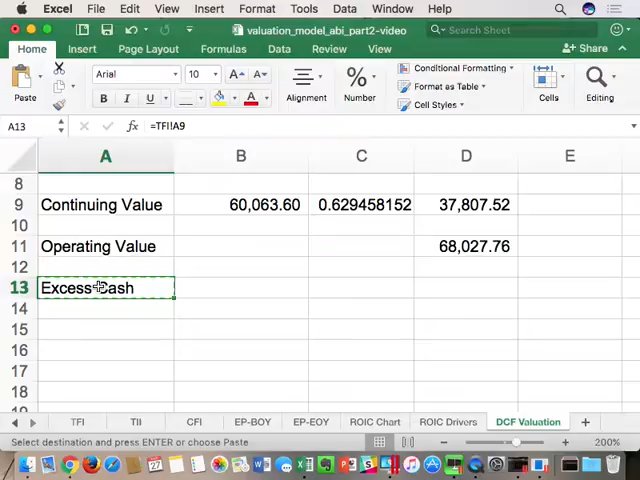 Excel File Edit View Insert Format Tools Data Window Help
valuation_model_abi_part2-video
Search Sheet
Home Insert Page Layout Formulas Data Review View
Share
Paste
Arial 10
A A
B I U A
Alignment
%
Number
Conditional Formatting
Format as Table
Cell Styles
Cells
Editing
A13
fx =TFI!A9
A B C D E
8
9 Continuing Value 60,063.60 0.629458152 37,807.52
10
11 Operating Value 68,027.76
12
13 Excess Cash
14
15
16
17
18
TFI TII CFI EP-BOY EP-EOY ROIC Chart ROIC Drivers DCF Valuation +
Select destination and press ENTER or choose Paste
200%